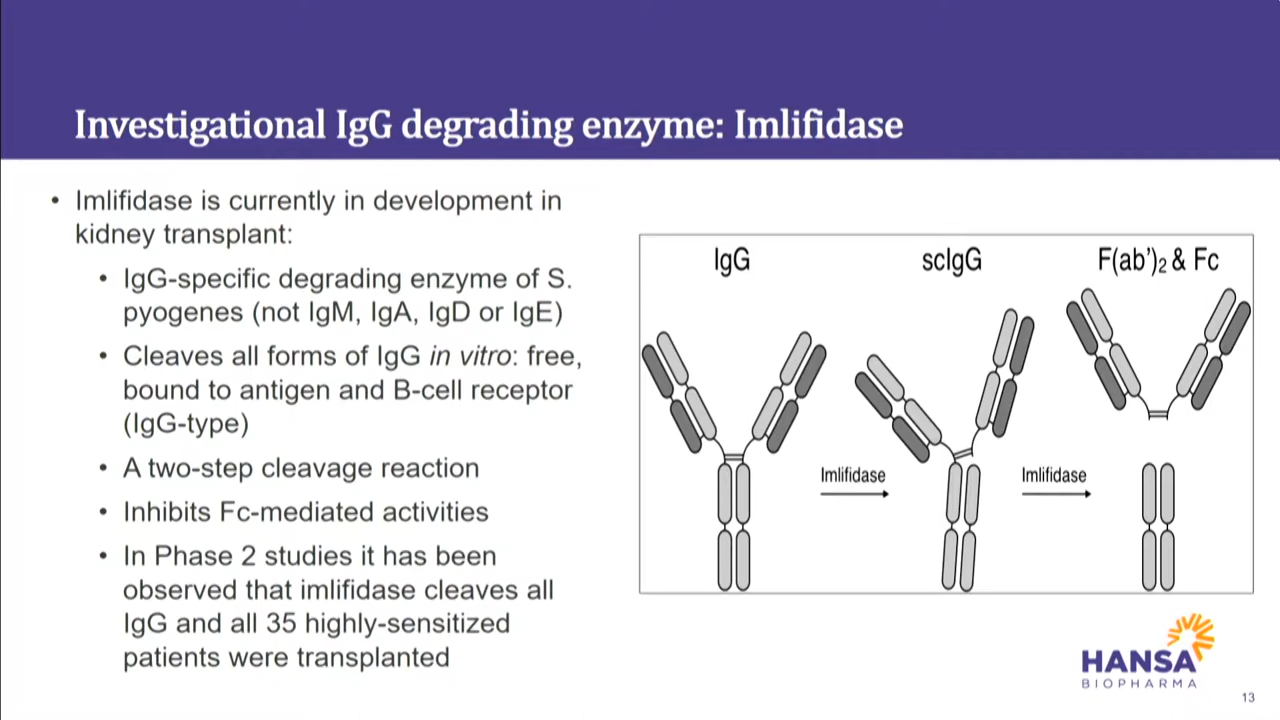 Investigational IgG degrading enzyme: Imlifidase
• Imlifidase is currently in development in
kidney transplant:
• IgG-specific degrading enzyme of S.
pyogenes (not IgM, IgA, IgD or IgE)
• Cleaves all forms of IgG in vitro: free,
bound to antigen and B-cell receptor
(IgG-type)
• A two-step cleavage reaction
• Inhibits Fc-mediated activities
• In Phase 2 studies it has been
observed that imlifidase cleaves all
IgG and all 35 highly-sensitized
patients were transplanted
IgG
scIgG
F(ab’)₂ & Fc
Imlifidase
Imlifidase
HANSA
BIOPHARMA
13